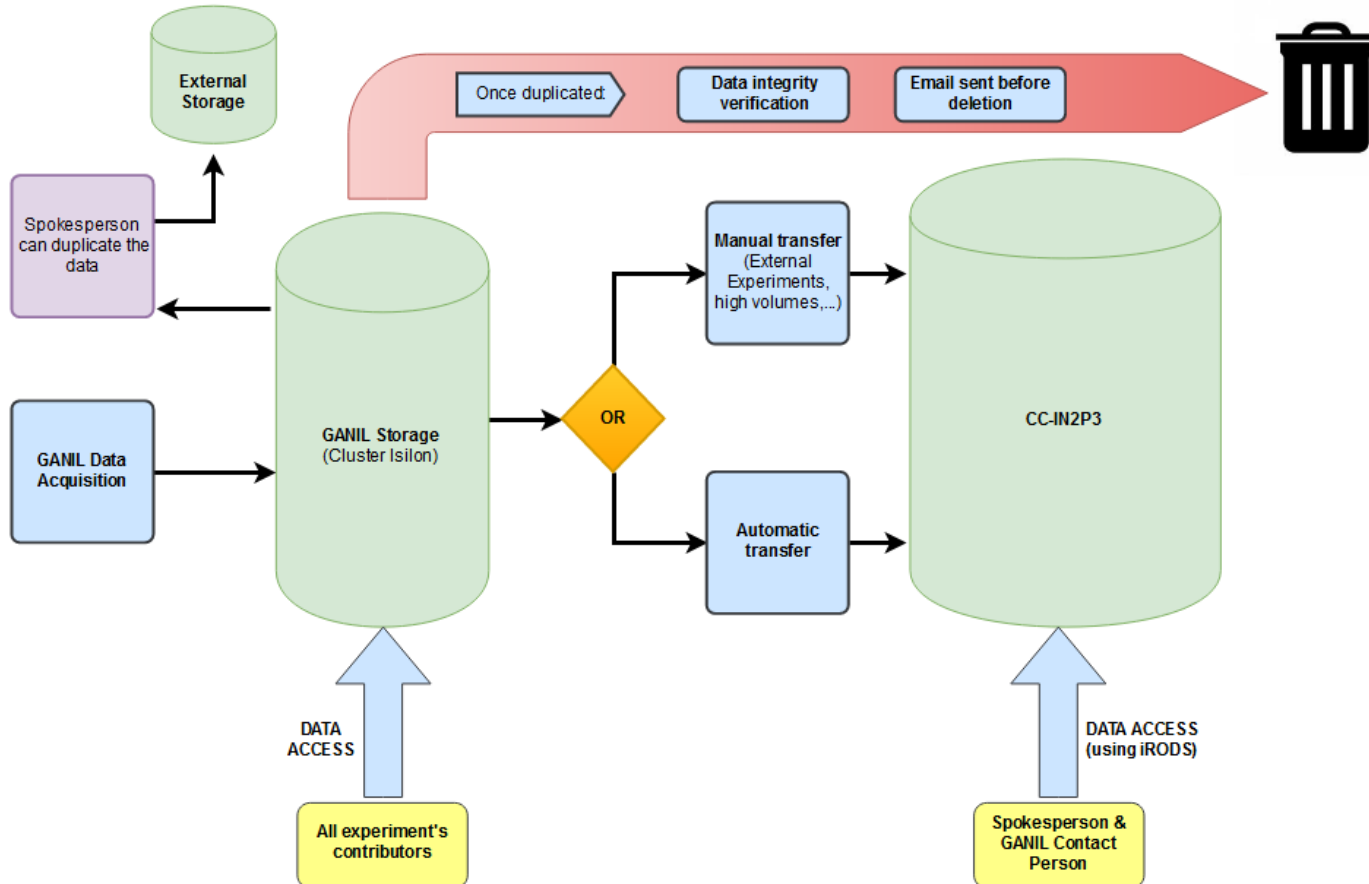 External
Storage
Once duplicated:
Data integrity
verification
Email sent before
deletion
Spokesperson
can duplicate the
data
Manual transfer
(External
Experiments,
high volumes,...)
GANIL Data
Acquisition
GANIL Storage
(Cluster Isilon)
OR
CC-IN2P3
Automatic
transfer
DATA
ACCESS
DATA ACCESS
(using iRODS)
All experiment's
contributors
Spokesperson &
GANIL Contact
Person